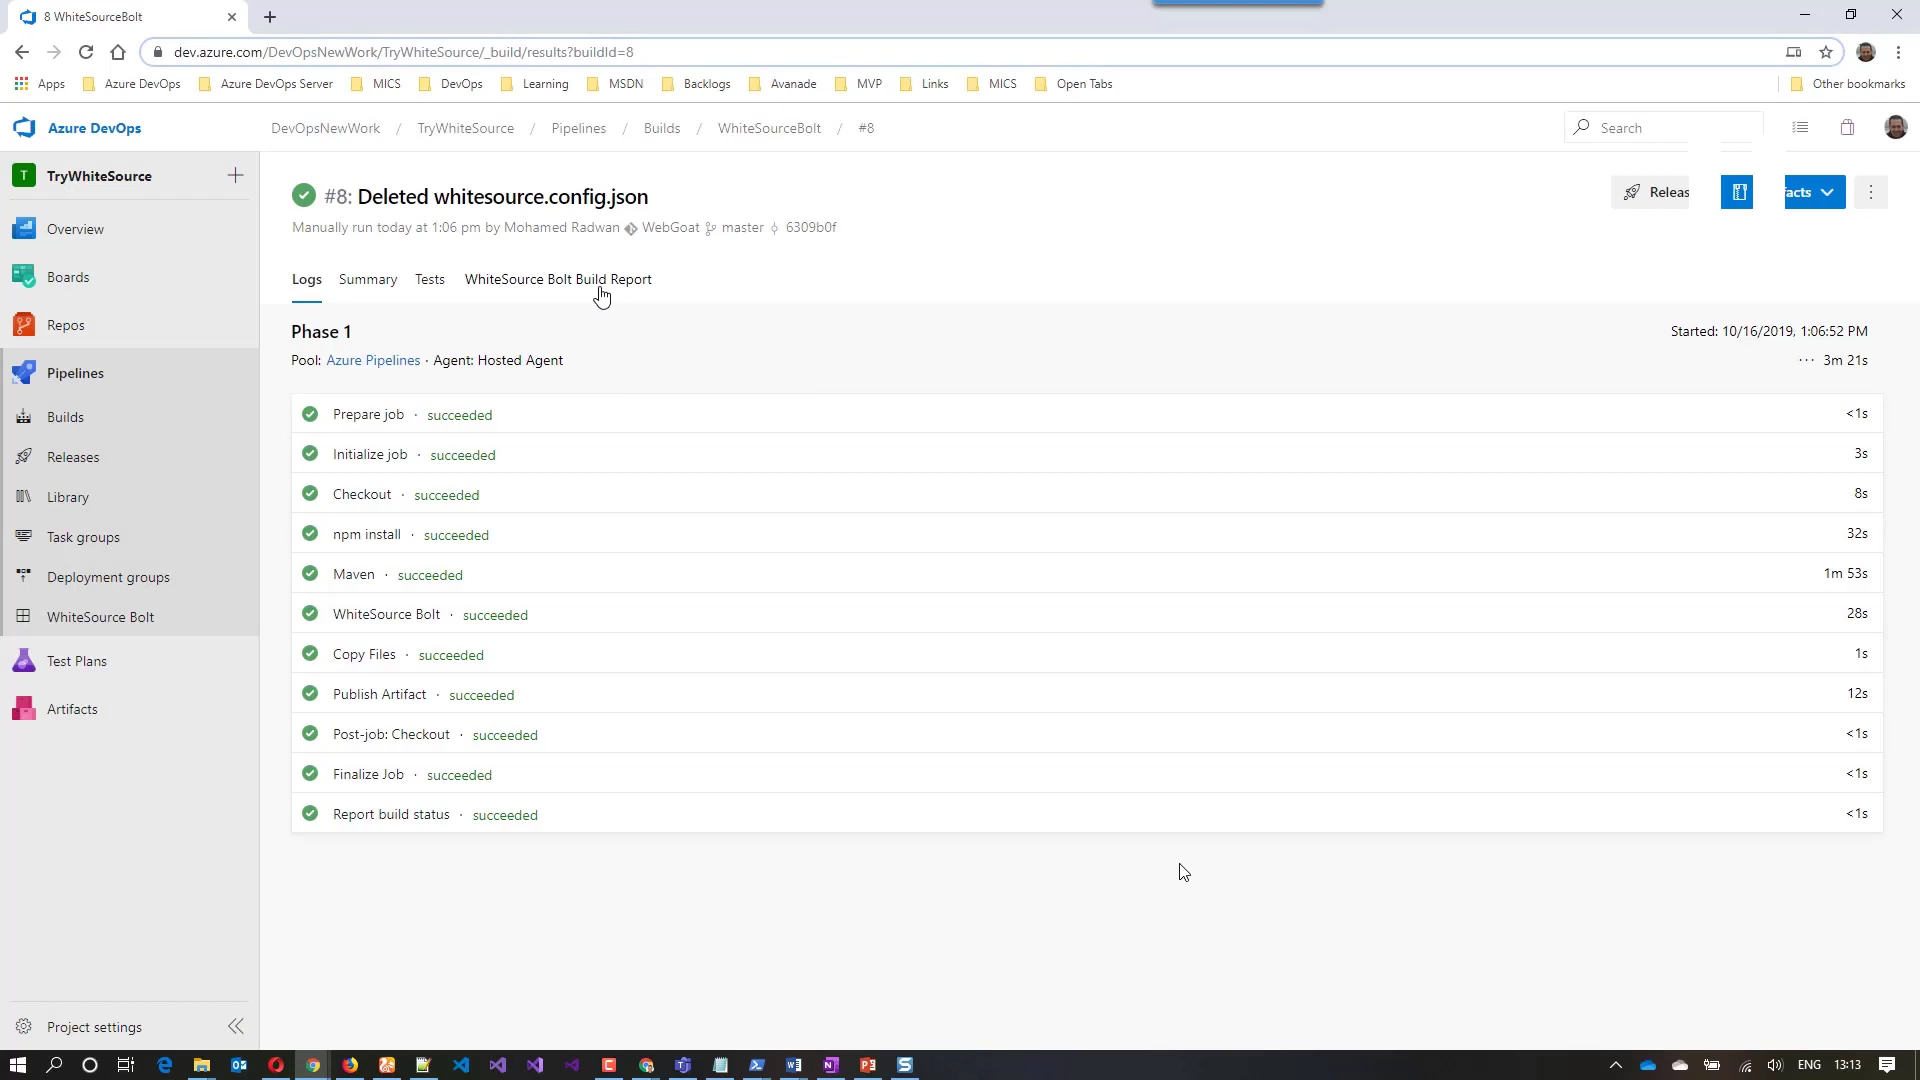 8 WhiteSourceBolt
dev.azure.com/DevOpsNewWork/TryWhiteSource/_build/results?buildId=8
Apps Azure DevOps Azure DevOps Server MICS DevOps Learning MSDN Backlogs Avanade MVP Links MICS Open Tabs Other bookmarks
Azure DevOps DevOpsNewWork / TryWhiteSource / Pipelines / Builds / WhiteSourceBolt / #8 Search
T TryWhiteSource
Overview
Boards
Repos
Pipelines
Builds
Releases
Library
Task groups
Deployment groups
WhiteSource Bolt
Test Plans
Artifacts
Project settings
#8: Deleted whitesource.config.json
Releas
acts
Manually run today at 1:06 pm by Mohamed Radwan WebGoat master 6309b0f
Logs Summary Tests WhiteSource Bolt Build Report
Phase 1 Started: 10/16/2019, 1:06:52 PM
Pool: Azure Pipelines · Agent: Hosted Agent ··· 3m 21s
Prepare job · succeeded <1s
Initialize job · succeeded 3s
Checkout · succeeded 8s
npm install · succeeded 32s
Maven · succeeded 1m 53s
WhiteSource Bolt · succeeded 28s
Copy Files · succeeded 1s
Publish Artifact · succeeded 12s
Post-job: Checkout · succeeded <1s
Finalize Job · succeeded <1s
Report build status · succeeded <1s
ENG 13:13